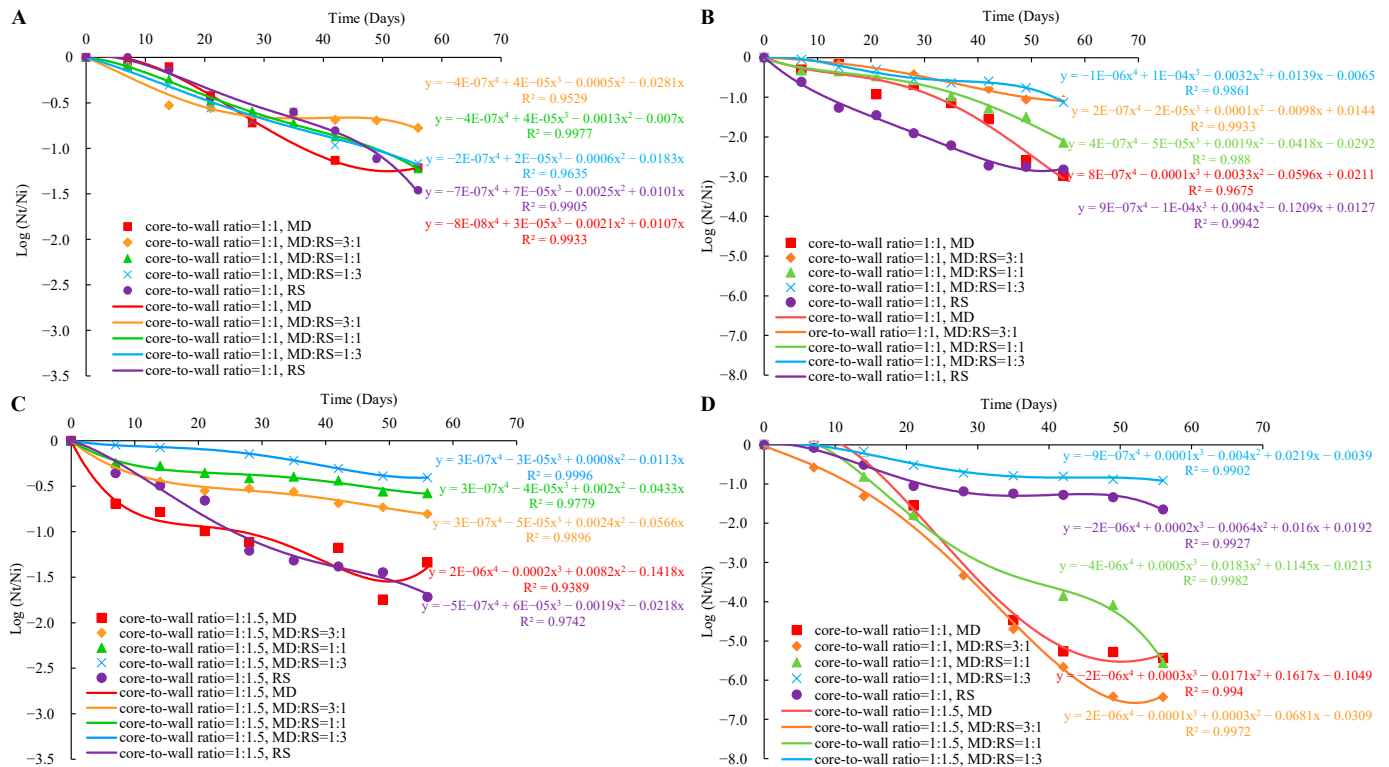 A
Time (Days)
0 10 20 30 40 50 60 70
0
−0.5
−1.0
−1.5
−2.0
−2.5
−3.0
−3.5
Log (Nt/Ni)
y = −4E-07x⁴ + 4E-05x³ − 0.0005x² − 0.0281x
R² = 0.9529
y = −4E-07x⁴ + 4E-05x³ − 0.0013x² − 0.007x
R² = 0.9977
y = −2E-07x⁴ + 2E-05x³ − 0.0006x² − 0.0183x
R² = 0.9635
y = −7E-07x⁴ + 7E-05x³ − 0.0025x² + 0.0101x
R² = 0.9905
y = −8E-08x⁴ + 3E-05x³ − 0.0021x² + 0.0107x
R² = 0.9933
core-to-wall ratio=1:1, MD
core-to-wall ratio=1:1, MD:RS=3:1
core-to-wall ratio=1:1, MD:RS=1:1
core-to-wall ratio=1:1, MD:RS=1:3
core-to-wall ratio=1:1, RS
core-to-wall ratio=1:1, MD
core-to-wall ratio=1:1, MD:RS=3:1
core-to-wall ratio=1:1, MD:RS=1:1
core-to-wall ratio=1:1, MD:RS=1:3
core-to-wall ratio=1:1, RS
B
Time (Days)
0 10 20 30 40 50 60 70
0
−1.0
−2.0
−3.0
−4.0
−5.0
−6.0
−7.0
−8.0
Log (Nt/Ni)
y = −1E-06x⁴ + 1E-04x³ − 0.0032x² + 0.0139x − 0.0065
R² = 0.9861
y = 2E-07x⁴ − 2E-05x³ + 0.0001x² − 0.0098x + 0.0144
R² = 0.9933
y = 4E-07x⁴ − 5E-05x³ + 0.0019x² − 0.0418x − 0.0292
R² = 0.988
y = 8E-07x⁴ −0.0001x³ + 0.0033x² − 0.0596x + 0.0211
R² = 0.9675
y = 9E-07x⁴ −1E-04x³ + 0.004x² − 0.1209x + 0.0127
R² = 0.9942
core-to-wall ratio=1:1, MD
core-to-wall ratio=1:1, MD:RS=3:1
core-to-wall ratio=1:1, MD:RS=1:1
core-to-wall ratio=1:1, MD:RS=1:3
core-to-wall ratio=1:1, RS
core-to-wall ratio=1:1, MD
ore-to-wall ratio=1:1, MD:RS=3:1
core-to-wall ratio=1:1, MD:RS=1:1
core-to-wall ratio=1:1, MD:RS=1:3
core-to-wall ratio=1:1, RS
C
Time (Days)
0 10 20 30 40 50 60 70
0
−0.5
−1.0
−1.5
−2.0
−2.5
−3.0
−3.5
Log (Nt/Ni)
y = 3E-07x⁴ − 3E-05x³ + 0.0008x² − 0.0113x
R² = 0.9996
y = 3E-07x⁴ − 4E-05x³ + 0.002x² − 0.0433x
R² = 0.9779
y = 3E-07x⁴ − 5E-05x³ + 0.0024x² − 0.0566x
R² = 0.9896
y = 2E-06x⁴ −0.0002x³ + 0.0082x² − 0.1418x
R² = 0.9389
y = −5E-07x⁴ + 6E-05x³ − 0.0019x² − 0.0218x
R² = 0.9742
core-to-wall ratio=1:1.5, MD
core-to-wall ratio=1:1.5, MD:RS=3:1
core-to-wall ratio=1:1.5, MD:RS=1:1
core-to-wall ratio=1:1.5, MD:RS=1:3
core-to-wall ratio=1:1.5, RS
core-to-wall ratio=1:1.5, MD
core-to-wall ratio=1:1.5, MD:RS=3:1
core-to-wall ratio=1:1.5, MD:RS=1:1
core-to-wall ratio=1:1.5, MD:RS=1:3
core-to-wall ratio=1:1.5, RS
D
Time (Days)
0 10 20 30 40 50 60 70
0
−1.0
−2.0
−3.0
−4.0
−5.0
−6.0
−7.0
−8.0
Log (Nt/Ni)
y = −9E-07x⁴ + 0.0001x³ − 0.004x² + 0.0219x − 0.0039
R² = 0.9902
y = −2E-06x⁴ + 0.0002x³ − 0.0064x² + 0.016x + 0.0192
R² = 0.9927
y = −4E-06x⁴ + 0.0005x³ − 0.0183x² + 0.1145x − 0.0213
R² = 0.9982
y = −2E-06x⁴ + 0.0003x³ − 0.0171x² + 0.1617x − 0.1049
R² = 0.994
y = 2E-06x⁴ −0.0001x³ + 0.0003x² − 0.0681x − 0.0309
R² = 0.9972
core-to-wall ratio=1:1, MD
core-to-wall ratio=1:1, MD:RS=3:1
core-to-wall ratio=1:1, MD:RS=1:1
core-to-wall ratio=1:1, MD:RS=1:3
core-to-wall ratio=1:1, RS
core-to-wall ratio=1:1.5, MD
core-to-wall ratio=1:1.5, MD:RS=3:1
core-to-wall ratio=1:1.5, MD:RS=1:1
core-to-wall ratio=1:1.5, MD:RS=1:3